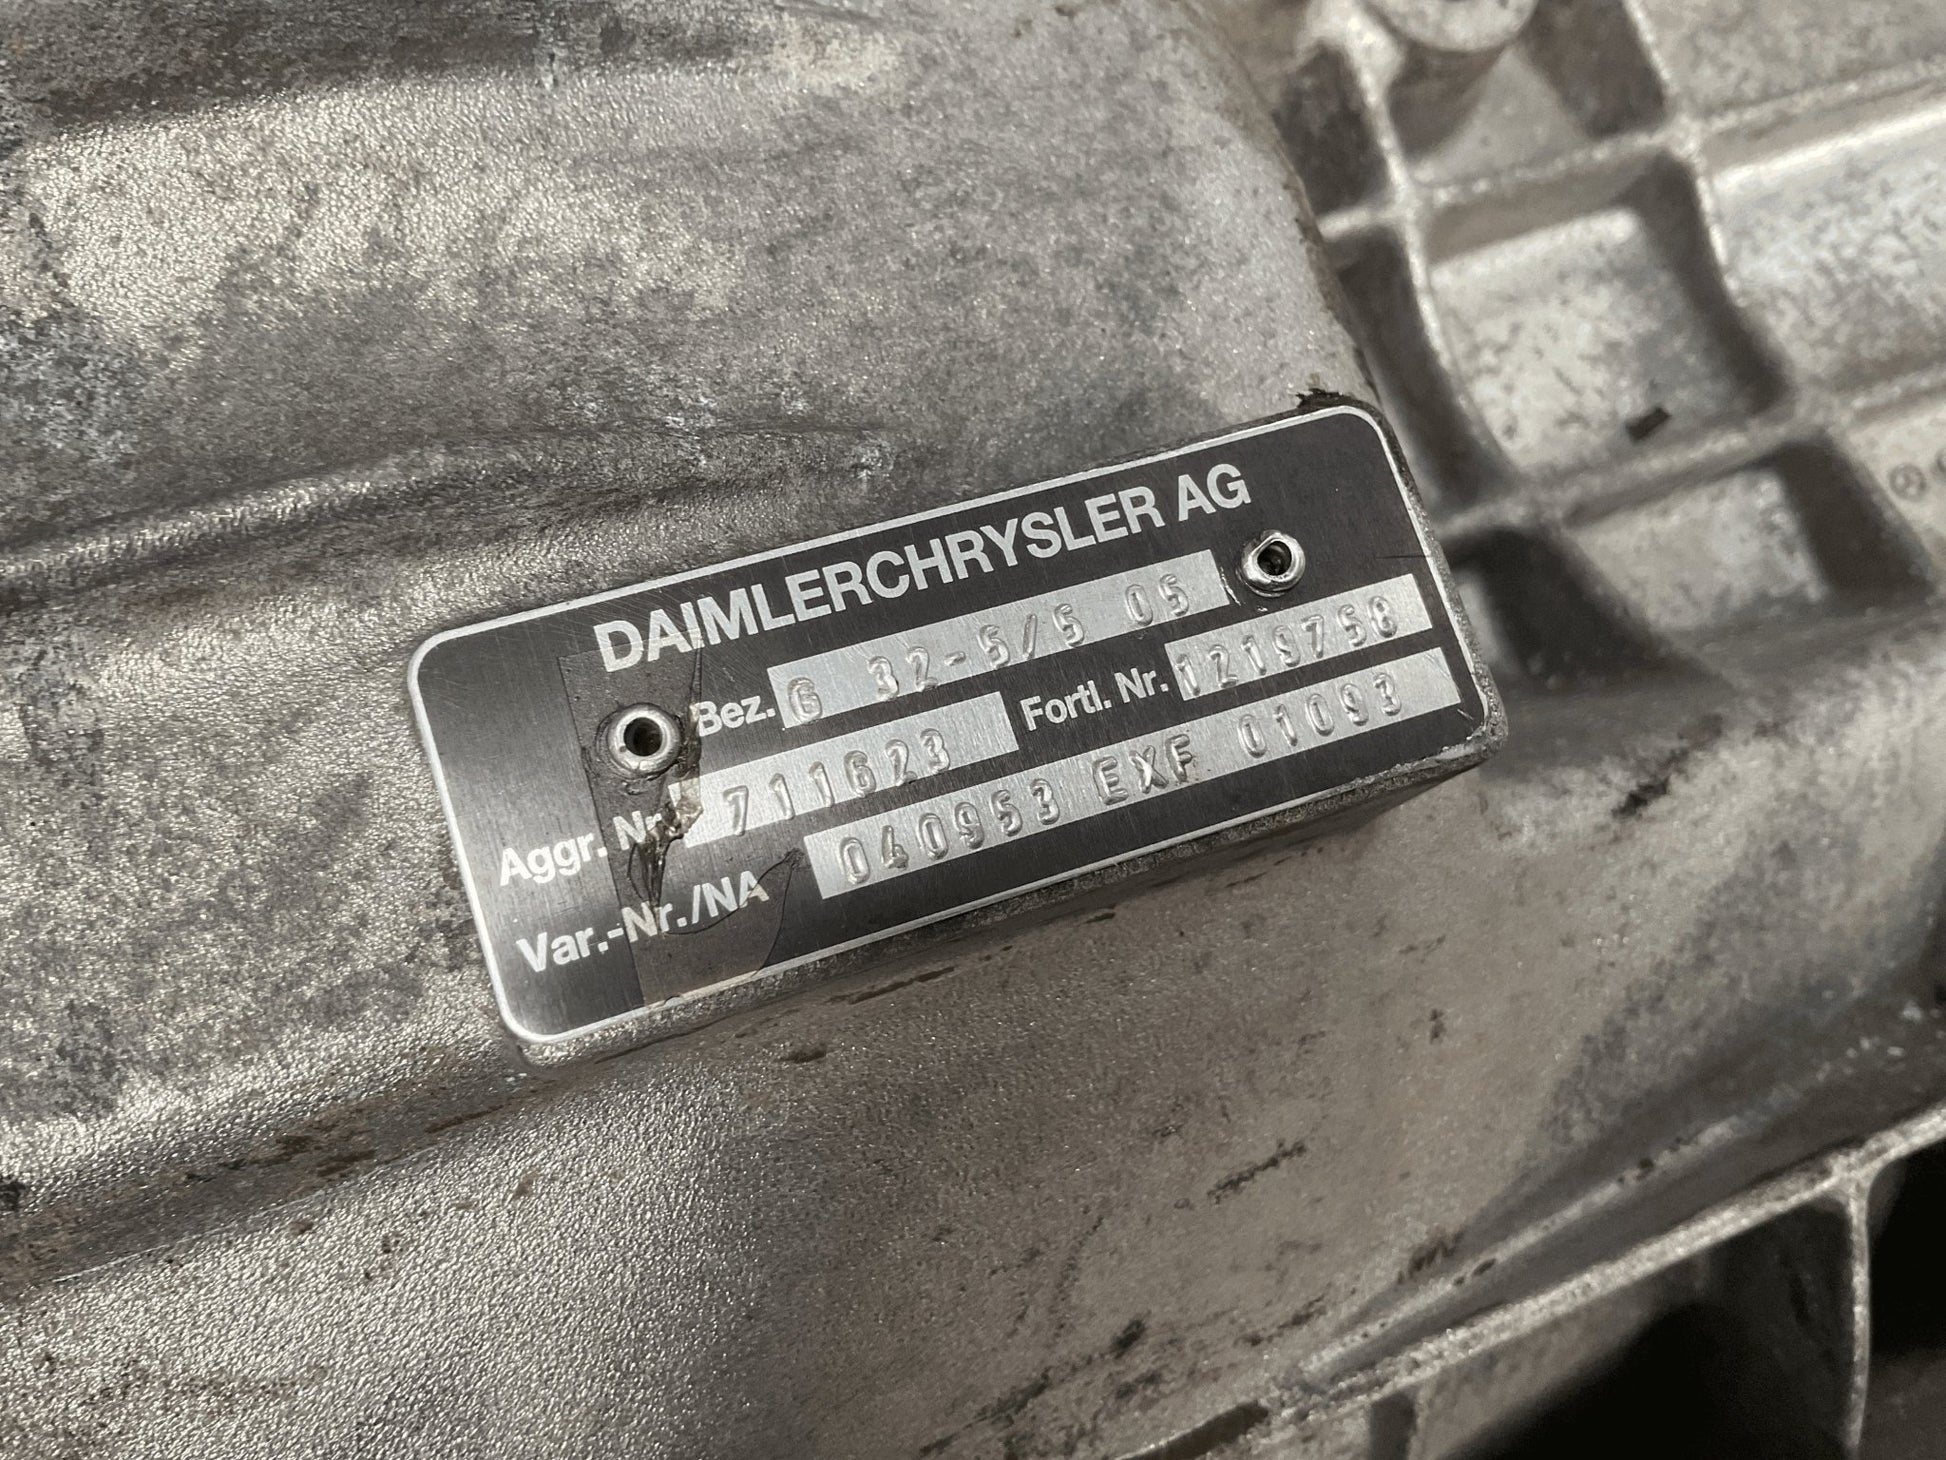 DAIMLERCHRYSLER AG
Bez. G 32-5/5 05
Aggr. Nr. 711623 Fortl. Nr. 1219758
Var.-Nr./NA 040953 EXF 01093